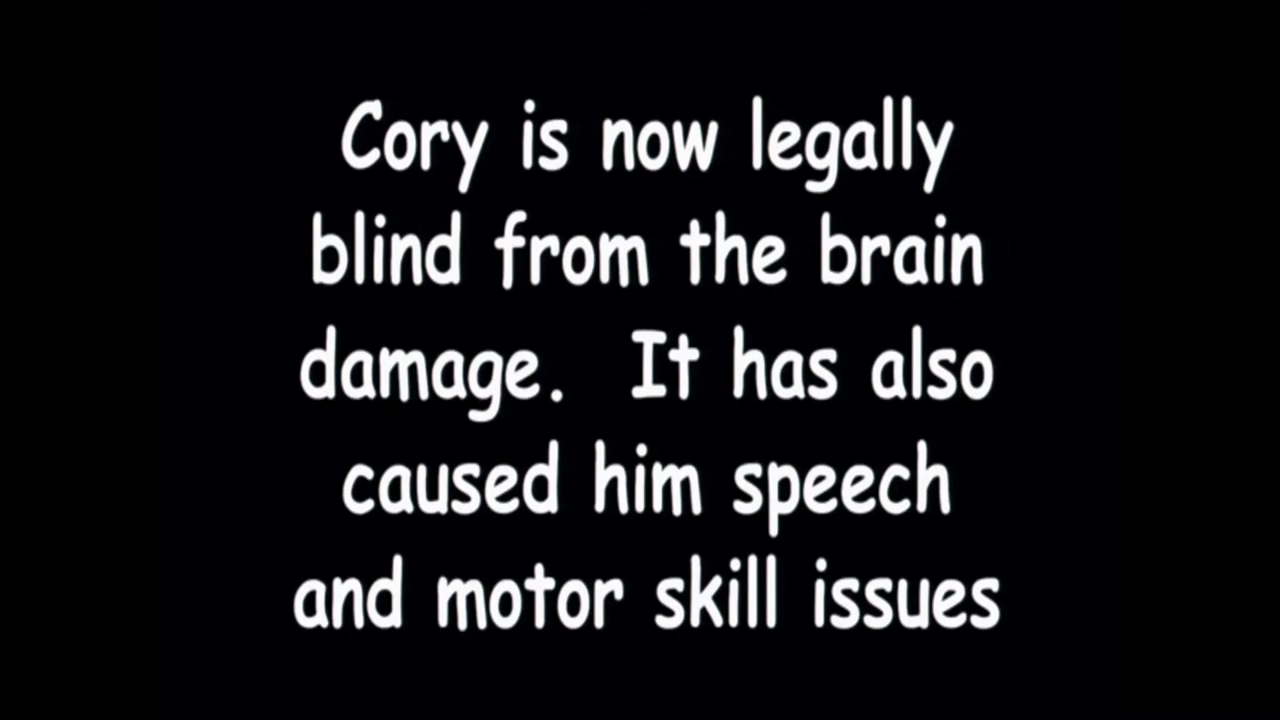 Cory is now legally
blind from the brain
damage.  It has also
caused him speech
and motor skill issues